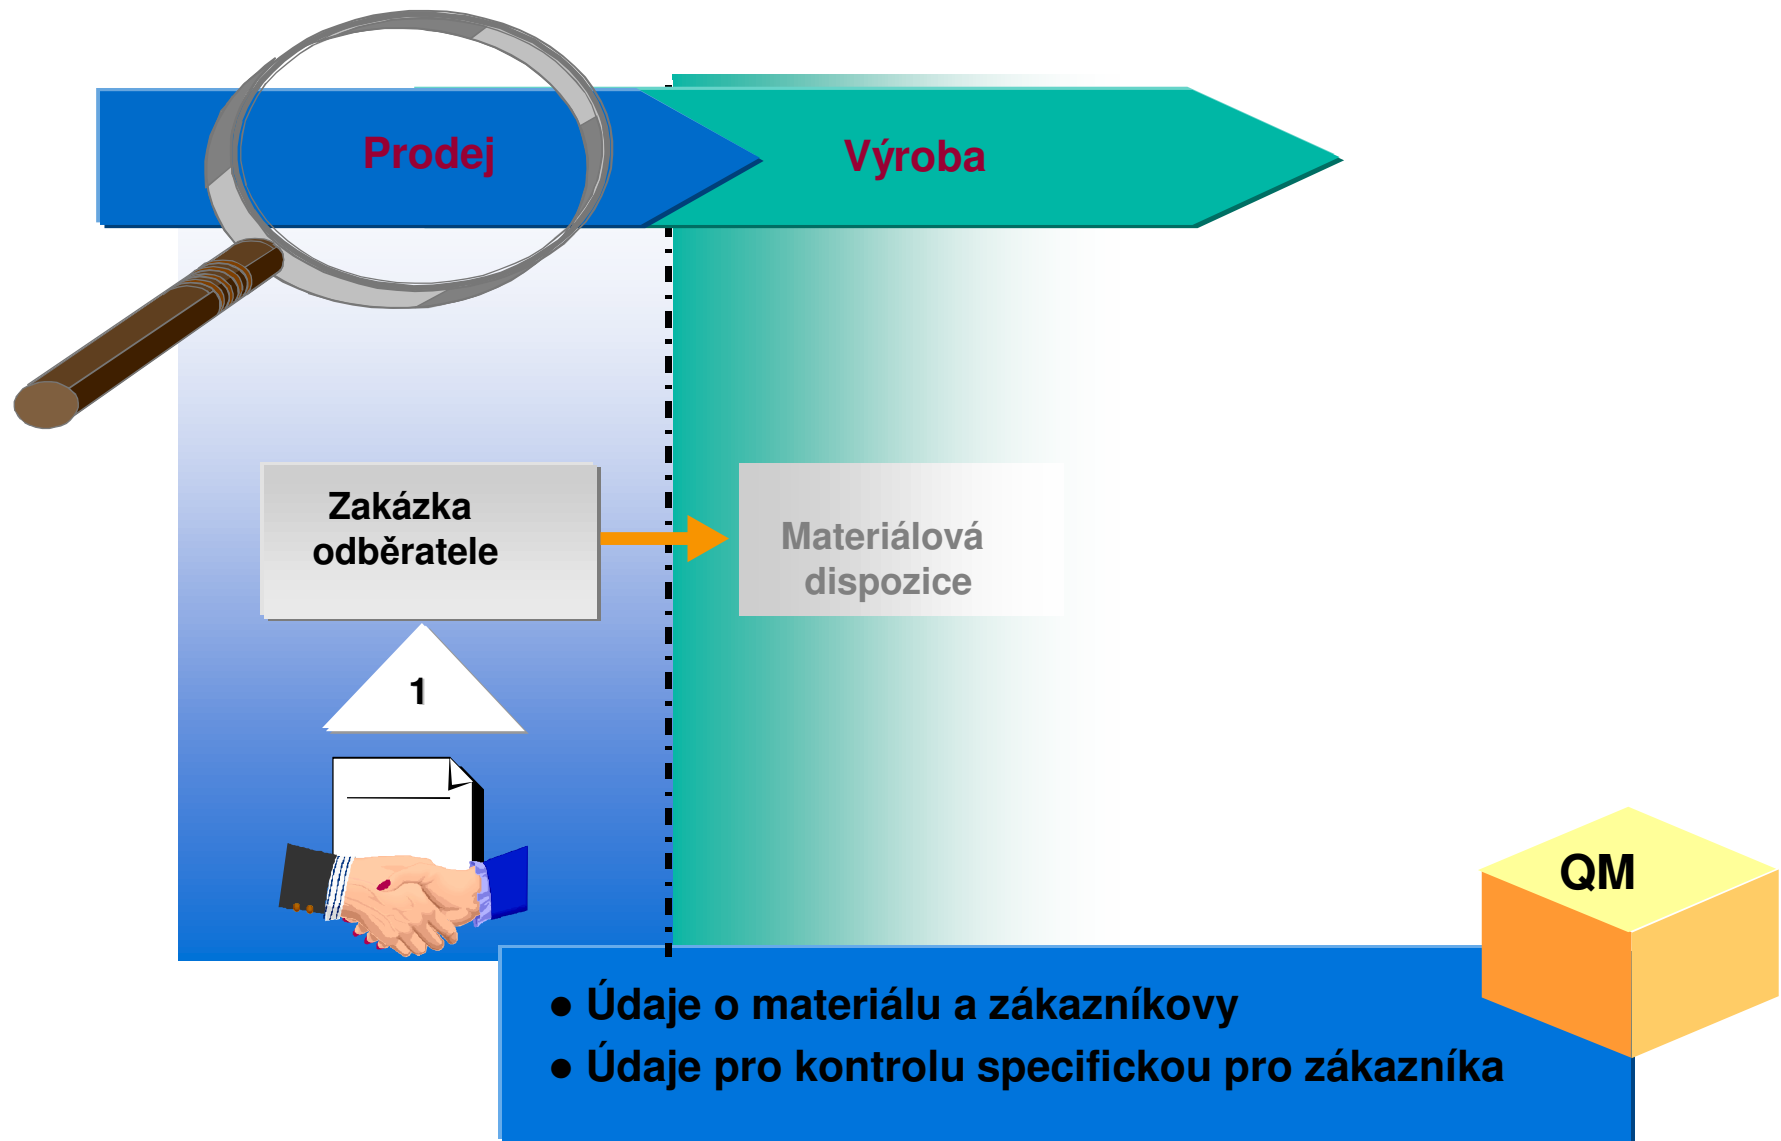 Prodej
Výroba
Zakázka
odběratele
Materiálová
dispozice
1
QM
● Údaje o materiálu a zákazníkovy
● Údaje pro kontrolu specifickou pro zákazníka